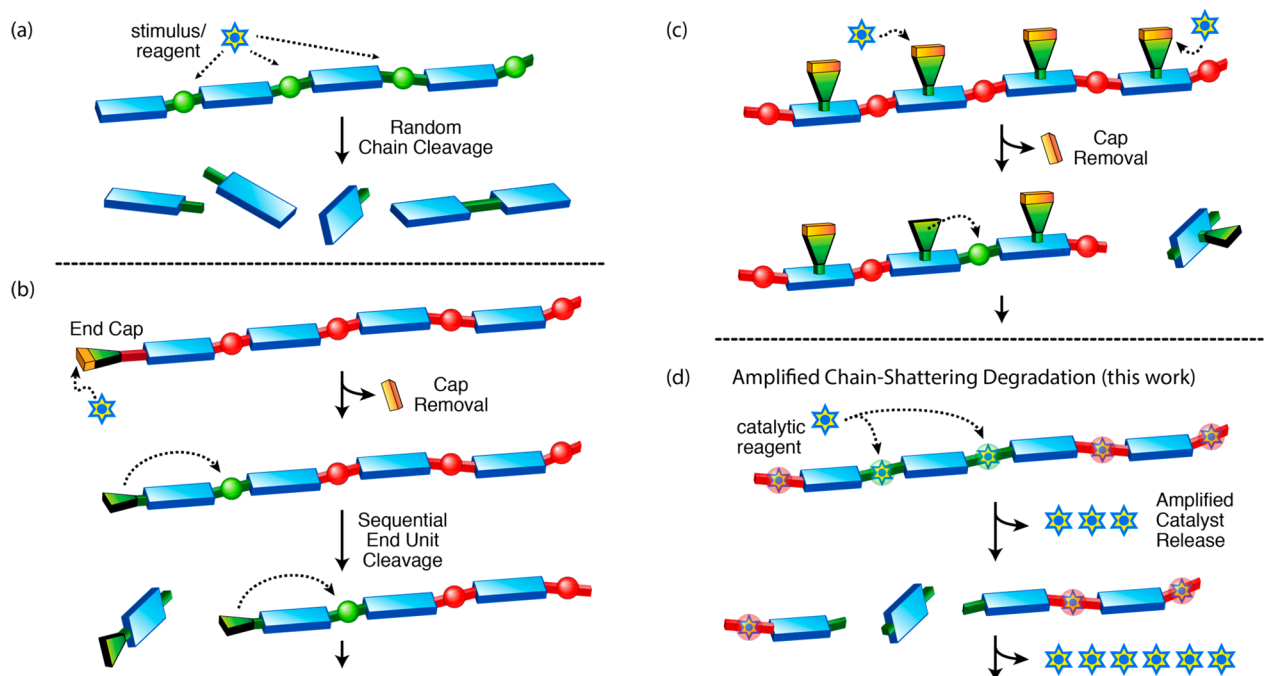 (a)
stimulus/
reagent
Random
Chain Cleavage
(b)
End Cap
Cap
Removal
Sequential
End Unit
Cleavage
(c)
Cap
Removal
(d) Amplified Chain-Shattering Degradation (this work)
catalytic
reagent
Amplified
Catalyst
Release